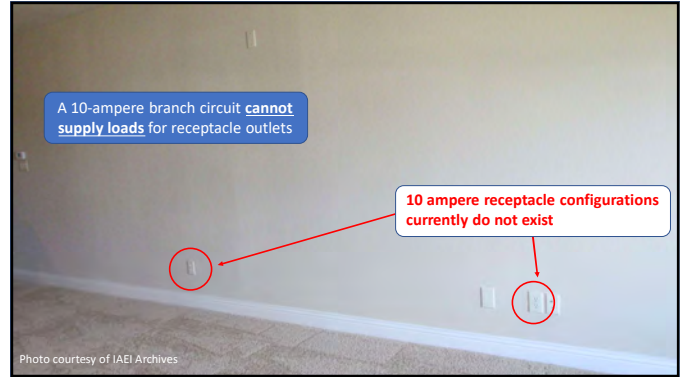 A 10-ampere branch circuit cannot
supply loads for receptacle outlets
10 ampere receptacle configurations
currently do not exist
Photo courtesy of IAEI Archives